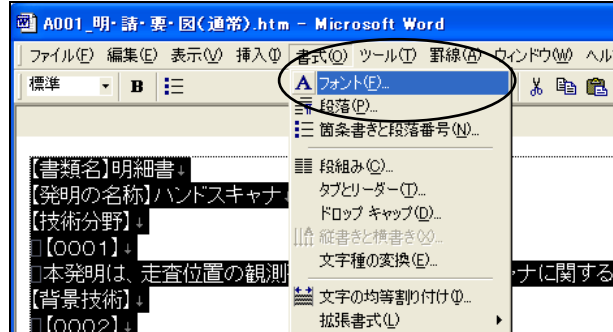 A001_明・請・要・図(通常).htm - Microsoft Word
ファイル(F) 編集(E) 表示(V) 挿入(I) 書式(O) ツール(T) 罫線(A) ウィンドウ(W) ヘル
標準 B
フォント(F)...
段落(P)...
箇条書きと段落番号(N)...
段組み(C)...
タブとリーダー(T)...
ドロップ キャップ(D)...
縦書きと横書き(X)...
文字種の変換(E)...
文字の均等割り付け(I)...
拡張書式(L)
【書類名】明細書↓
【発明の名称】ハンドスキャナ↓
【技術分野】↓
【0001】↓
本発明は、走査位置の観測
ャナに関する
【背景技術】↓
【0002】↓